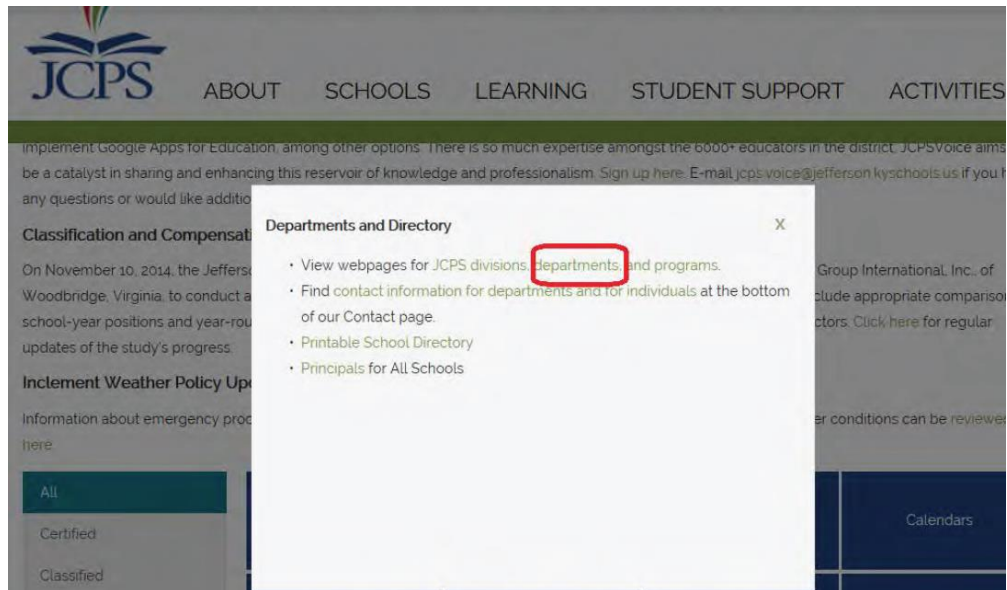 JCPS
ABOUT SCHOOLS LEARNING STUDENT SUPPORT ACTIVITIES
implement Google Apps for Education, among other options. There is so much expertise amongst the 6000+ educators in the district, JCPSVoice aims
be a catalyst in sharing and enhancing this reservoir of knowledge and professionalism. Sign up here. E-mail jcps.voice@jefferson.kyschools.us if you h
any questions or would like additio
Classification and Compensati
On November 10, 2014, the Jefferso
Group International, Inc., of
Woodbridge, Virginia, to conduct a
clude appropriate comparison
school-year positions and year-rou
ctors. Click here for regular
updates of the study's progress.
Inclement Weather Policy Upd
Information about emergency proc
er conditions can be reviewed
here.
Departments and Directory X
• View webpages for JCPS divisions, departments, and programs.
• Find contact information for departments and for individuals at the bottom
of our Contact page.
• Printable School Directory
• Principals for All Schools
All
Certified
Classified
Calendars